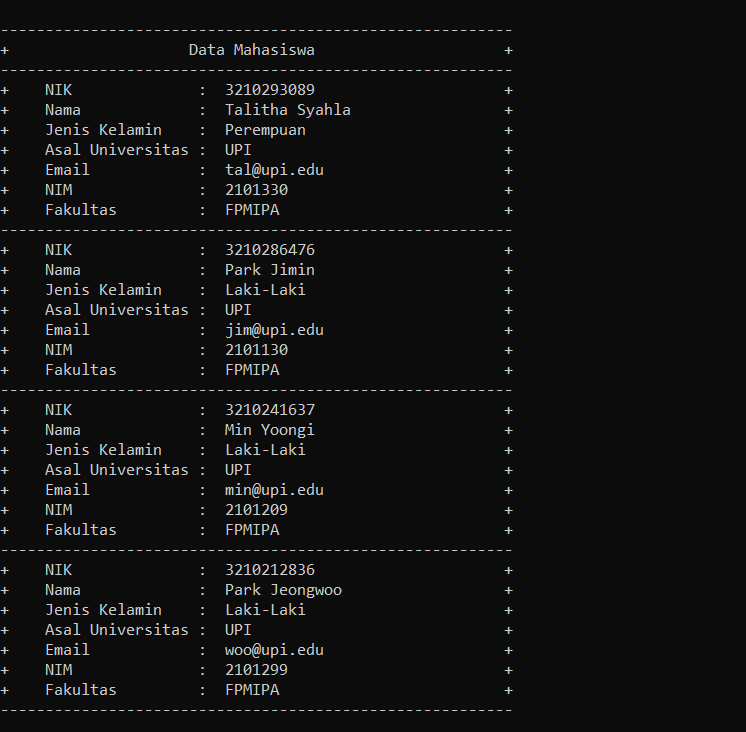 ---------------------------------------------------------
+                    Data Mahasiswa                     +
---------------------------------------------------------
+    NIK              :  3210293089                     +
+    Nama             :  Talitha Syahla                 +
+    Jenis Kelamin    :  Perempuan                      +
+    Asal Universitas :  UPI                            +
+    Email            :  tal@upi.edu                    +
+    NIM              :  2101330                        +
+    Fakultas         :  FPMIPA                         +
---------------------------------------------------------
+    NIK              :  3210286476                     +
+    Nama             :  Park Jimin                     +
+    Jenis Kelamin    :  Laki-Laki                      +
+    Asal Universitas :  UPI                            +
+    Email            :  jim@upi.edu                    +
+    NIM              :  2101130                        +
+    Fakultas         :  FPMIPA                         +
---------------------------------------------------------
+    NIK              :  3210241637                     +
+    Nama             :  Min Yoongi                     +
+    Jenis Kelamin    :  Laki-Laki                      +
+    Asal Universitas :  UPI                            +
+    Email            :  min@upi.edu                    +
+    NIM              :  2101209                        +
+    Fakultas         :  FPMIPA                         +
---------------------------------------------------------
+    NIK              :  3210212836                     +
+    Nama             :  Park Jeongwoo                  +
+    Jenis Kelamin    :  Laki-Laki                      +
+    Asal Universitas :  UPI                            +
+    Email            :  woo@upi.edu                    +
+    NIM              :  2101299                        +
+    Fakultas         :  FPMIPA                         +
---------------------------------------------------------